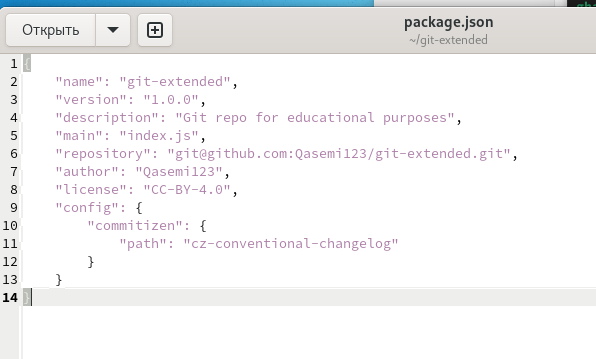 Открыть
package.json
~/git-extended
1 {
2 "name": "git-extended",
3 "version": "1.0.0",
4 "description": "Git repo for educational purposes",
5 "main": "index.js",
6 "repository": "git@github.com:Qasemi123/git-extended.git",
7 "author": "Qasemi123",
8 "license": "CC-BY-4.0",
9 "config": {
10 "commitizen": {
11 "path": "cz-conventional-changelog"
12 }
13 }
14 }